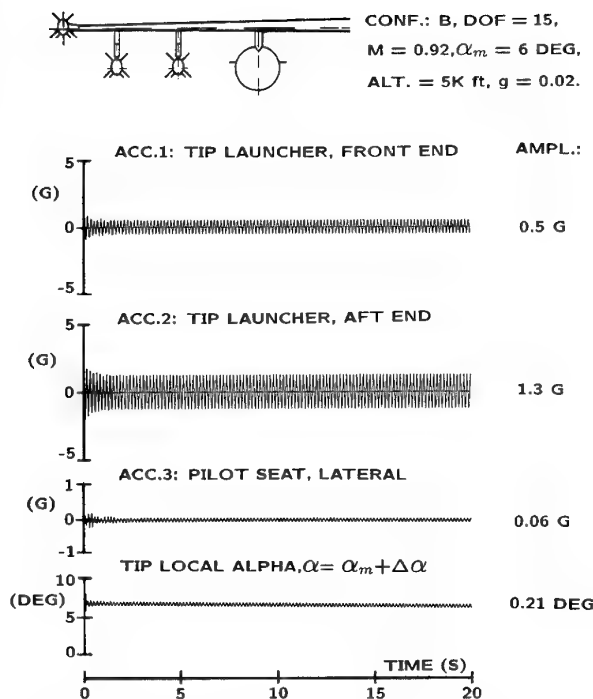 CONF.: B, DOF = 15,
M = 0.92, αm = 6 DEG,
ALT. = 5K ft, g = 0.02.
ACC.1: TIP LAUNCHER, FRONT END
AMPL.:
5
(G)
0
-5
0.5 G
ACC.2: TIP LAUNCHER, AFT END
5
(G)
0
-5
1.3 G
ACC.3: PILOT SEAT, LATERAL
1
(G)
0
-1
0.06 G
TIP LOCAL ALPHA, α = αm + Δα
10
(DEG)
5
0
0.21 DEG
TIME (S)
0 5 10 15 20